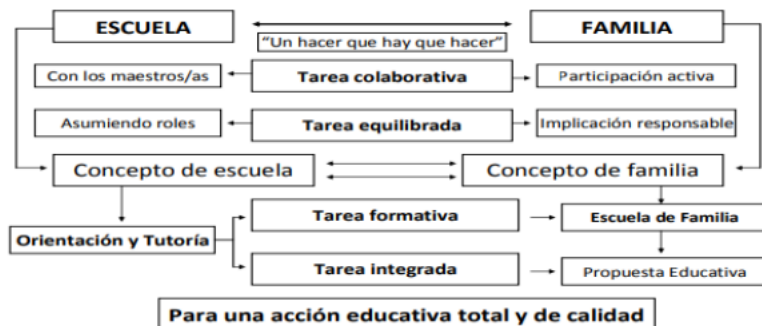 ESCUELA
FAMILIA
“Un hacer que hay que hacer”
Con los maestros/as
Tarea colaborativa
Participación activa
Asumiendo roles
Tarea equilibrada
Implicación responsable
Concepto de escuela
Concepto de familia
Tarea formativa
Escuela de Familia
Orientación y Tutoría
Tarea integrada
Propuesta Educativa
Para una acción educativa total y de calidad